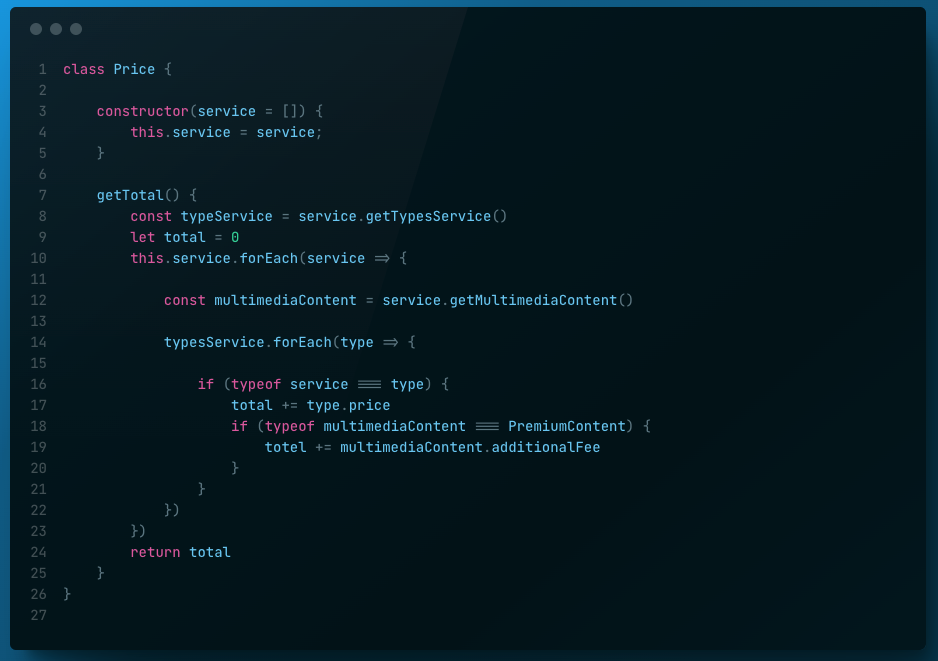 1 class Price {
2
3     constructor(service = []) {
4         this.service = service;
5     }
6
7     getTotal() {
8         const typeService = service.getTypesService()
9         let total = 0
10         this.service.forEach(service => {
11
12             const multimediaContent = service.getMultimediaContent()
13
14             typesService.forEach(type => {
15
16                 if (typeof service === type) {
17                     total += type.price
18                     if (typeof multimediaContent === PremiumContent) {
19                         totel += multimediaContent.additionalFee
20                     }
21                 }
22             })
23         })
24         return total
25     }
26 }
27